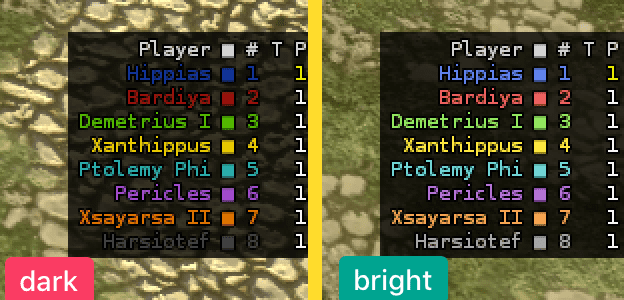 Player ■ # T P
Hippias ■ 1 1
Bardiya ■ 2 1
Demetrius I ■ 3 1
Xanthippus ■ 4 1
Ptolemy Phi ■ 5 1
Pericles ■ 6 1
Xsayarsa II ■ 7 1
Harsiotef ■ 8 1
dark
Player ■ # T P
Hippias ■ 1 1
Bardiya ■ 2 1
Demetrius I ■ 3 1
Xanthippus ■ 4 1
Ptolemy Phi ■ 5 1
Pericles ■ 6 1
Xsayarsa II ■ 7 1
Harsiotef ■ 8 1
bright